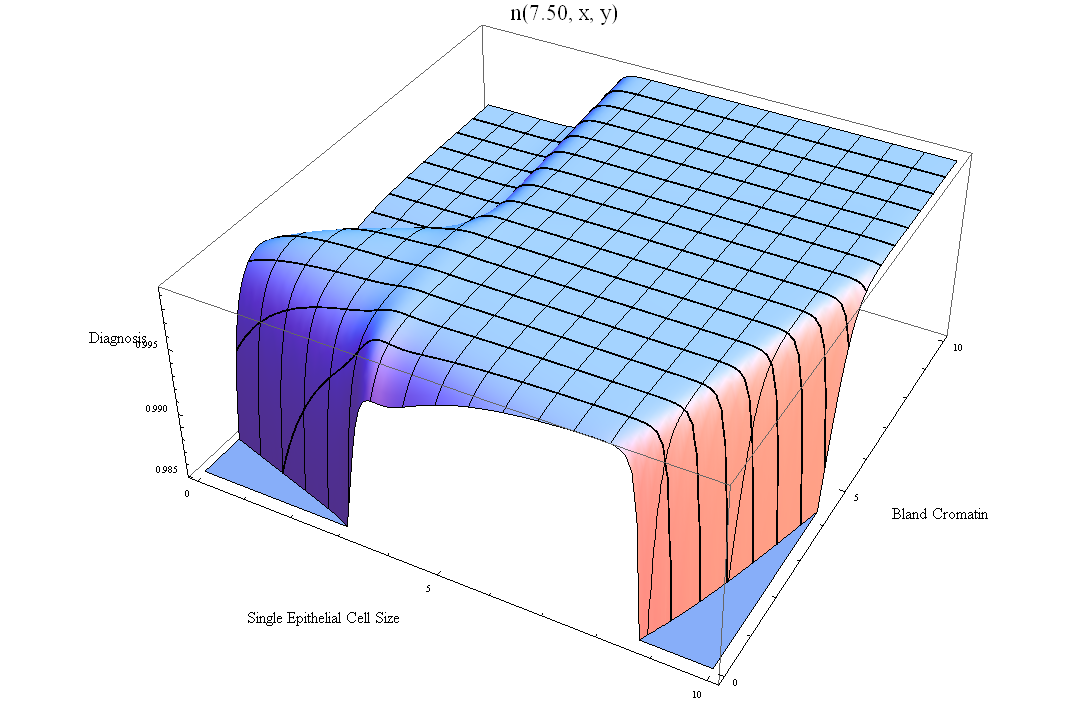 n(7.50, x, y)
Diagnosis
0.995
0.990
0.985
0
5
10
Single Epithelial Cell Size
0
5
10
Bland Cromatin